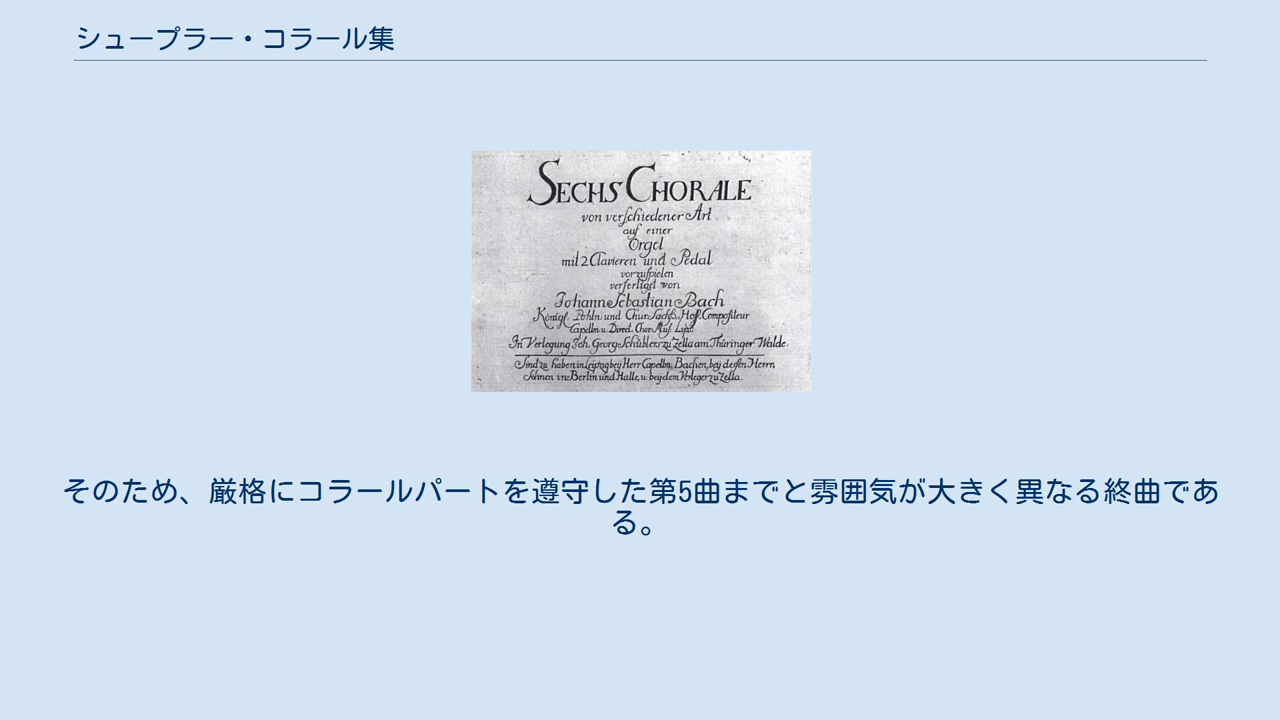 シューブラー・コラール集
SECHS CHORALE
von verschiedener Art
auf einer
Orgel
mit 2 Clavieren und Pedal
vorzuspielen
verfertiget von
Johann Sebastian Bach
Königl. Pohln. und Chur Sächß. Hoff Compositeur
Capellm. u. Direct. Chor. Mus. Lips.
In Verlegung Joh. Georg Schüblers zu Zella am Thüringer Walde.
Sind zu haben in Leipzig bey Herr Capellm. Bachen, bey dessen Herrn
Söhnen in Berlin und Halle, u. bey dem Verleger zu Zella.
そのため、厳格にコラールパートを遵守した第5曲までと雰囲気が大きく異なる終曲であ
る。